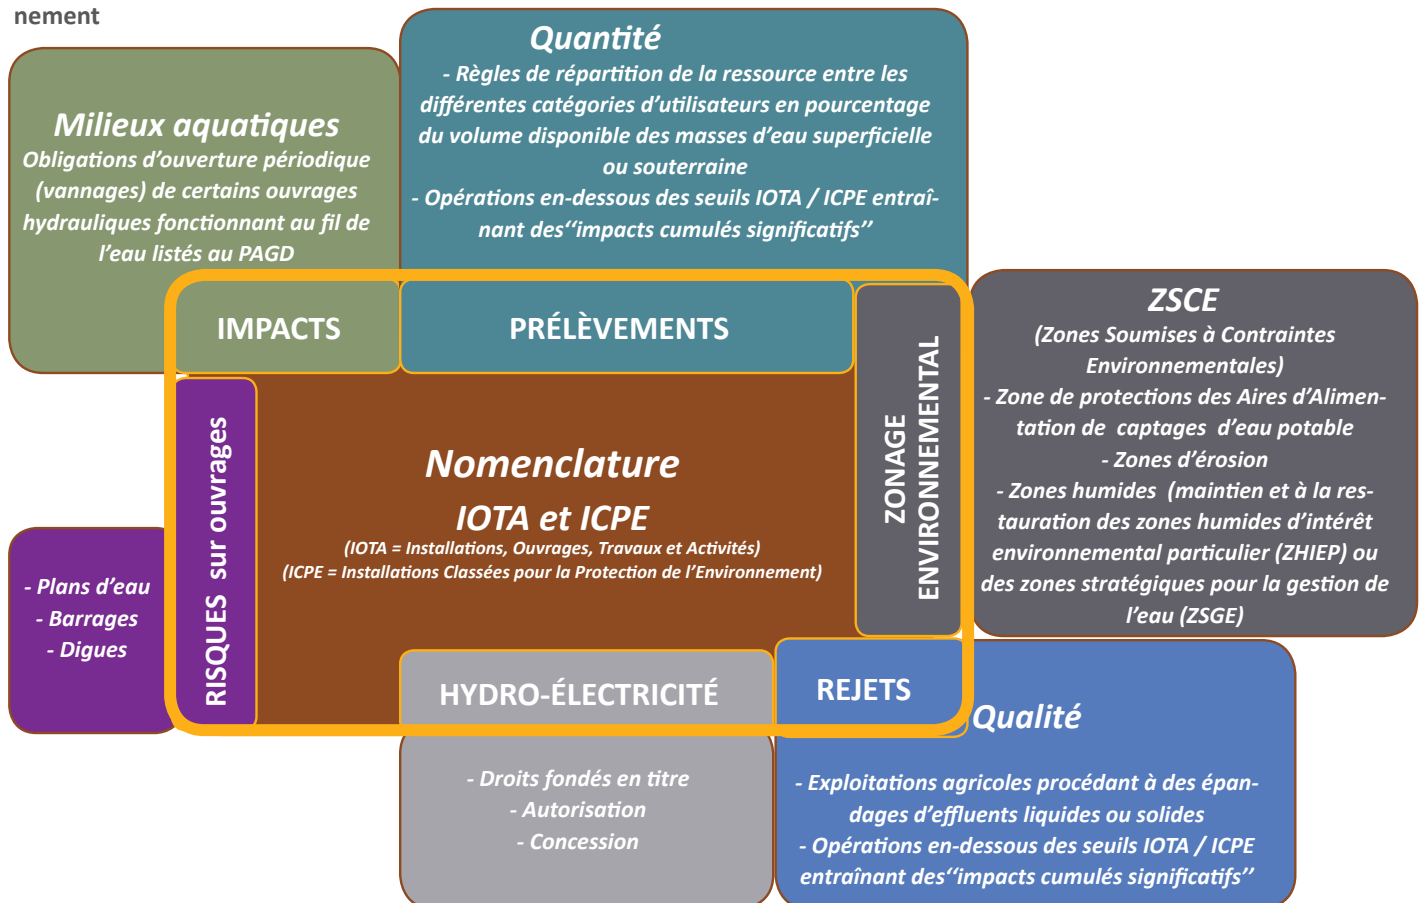 nement
Quantité
- Règles de répartition de la ressource entre les
différentes catégories d’utilisateurs en pourcentage
du volume disponible des masses d’eau superficielle
ou souterraine
- Opérations en-dessous des seuils IOTA / ICPE entraî-
nant des‘‘impacts cumulés significatifs’’
Milieux aquatiques
Obligations d’ouverture périodique
(vannages) de certains ouvrages
hydrauliques fonctionnant au fil de
l’eau listés au PAGD
IMPACTS
PRÉLÈVEMENTS
ZONAGE
ENVIRONNEMENTAL
ZSCE
(Zones Soumises à Contraintes
Environnementales)
- Zone de protections des Aires d’Alimen-
tation de captages d’eau potable
- Zones d’érosion
- Zones humides (maintien et à la res-
tauration des zones humides d’intérêt
environnemental particulier (ZHIEP) ou
des zones stratégiques pour la gestion de
l’eau (ZSGE)
Nomenclature
IOTA et ICPE
(IOTA = Installations, Ouvrages, Travaux et Activités)
(ICPE = Installations Classées pour la Protection de l’Environnement)
RISQUES sur ouvrages
- Plans d’eau
- Barrages
- Digues
HYDRO-ÉLECTRICITÉ
- Droits fondés en titre
- Autorisation
- Concession
REJETS
Qualité
- Exploitations agricoles procédant à des épan-
dages d’effluents liquides ou solides
- Opérations en-dessous des seuils IOTA / ICPE
entraînant des‘‘impacts cumulés significatifs’’